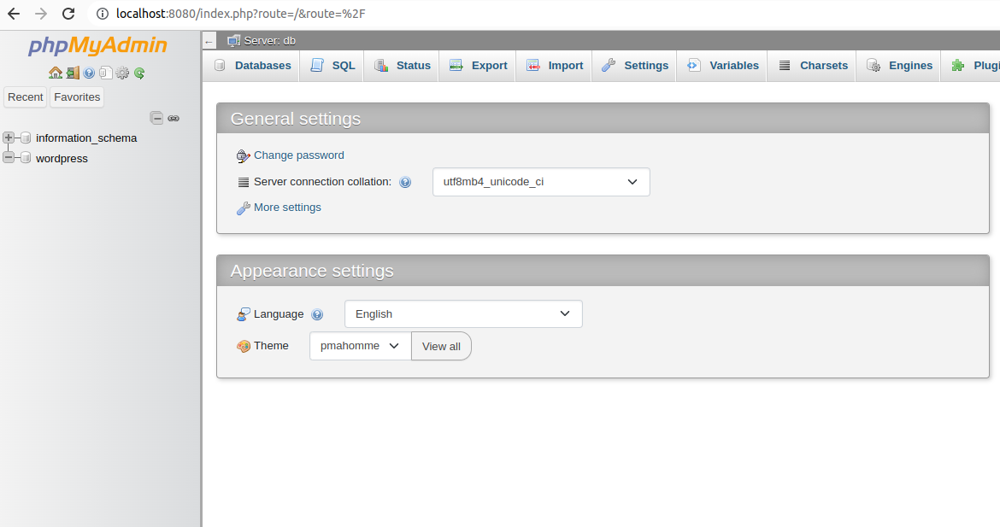 localhost:8080/index.php?route=/&route=%2F
phpMyAdmin
Recent Favorites
information_schema
wordpress
Server: db
Databases SQL Status Export Import Settings Variables Charsets Engines Plugi
General settings
Change password
Server connection collation: utf8mb4_unicode_ci
More settings
Appearance settings
Language English
Theme pmahomme View all